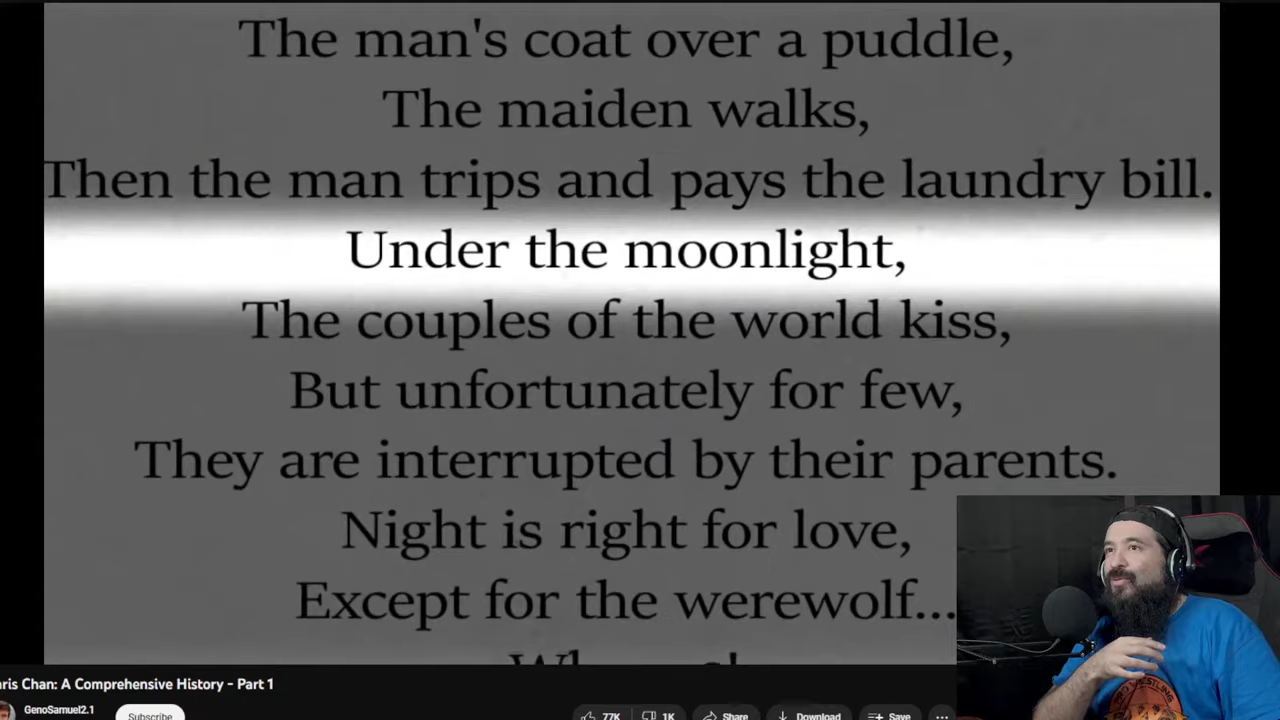 The man's coat over a puddle,
The maiden walks,
Then the man trips and pays the laundry bill.
Under the moonlight,
The couples of the world kiss,
But unfortunately for few,
They are interrupted by their parents.
Night is right for love,
Except for the werewolf...
Chan: A Comprehensive History - Part 1
GenoSamuel2.1
Subscribe
77K
1K
Share
Download
Save
...
WRESTLING